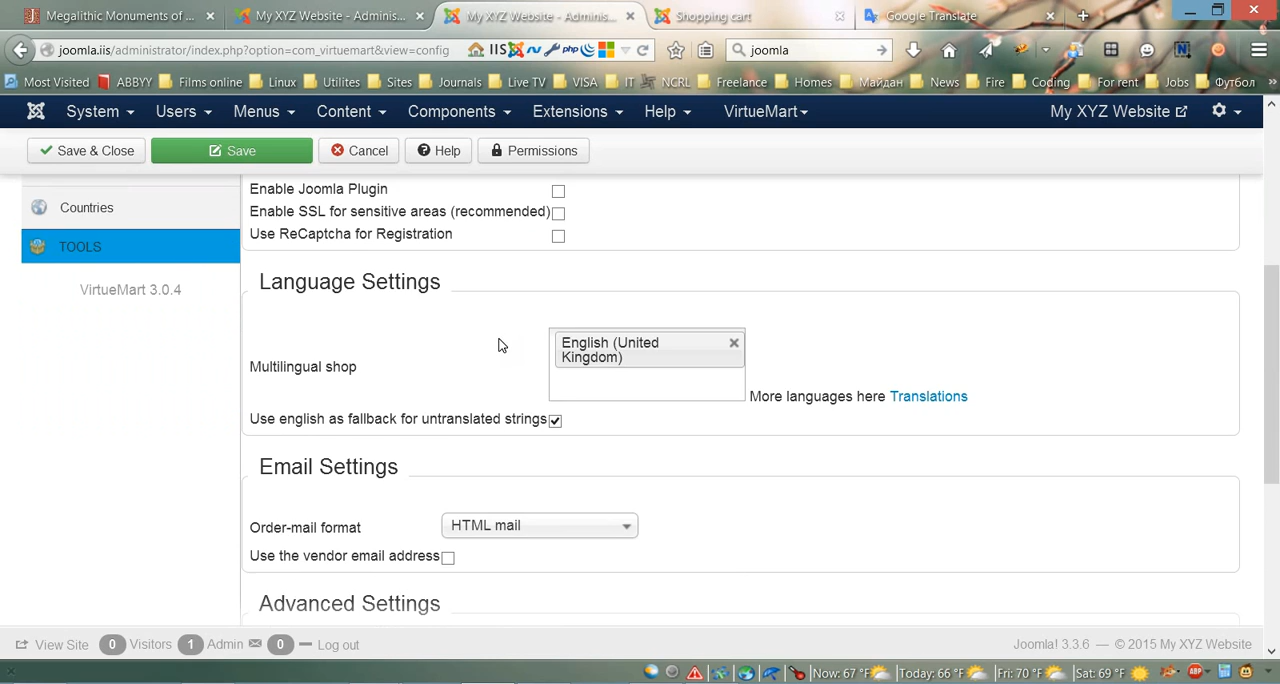 Megalithic Monuments of ...
My XYZ Website - Adminis...
My XYZ Website - Adminis...
Shopping cart
Google Translate
joomla.iis/administrator/index.php?option=com_virtuemart&view=config
IIS
php
joomla
Most Visited
ABBYY
Films online
Linux
Utilites
Sites
Journals
Live TV
VISA
IT
NCRL
Freelance
Homes
Майдан
News
Fire
Coding
For rent
Jobs
Футбол
System
Users
Menus
Content
Components
Extensions
Help
VirtueMart
My XYZ Website
Save & Close
Save
Cancel
Help
Permissions
Enable Joomla Plugin
Countries
Enable SSL for sensitive areas (recommended)
Use ReCaptcha for Registration
TOOLS
VirtueMart 3.0.4
Language Settings
English (United
Kingdom)
Multilingual shop
More languages here Translations
Use english as fallback for untranslated strings
Email Settings
Order-mail format
HTML mail
Use the vendor email address
Advanced Settings
View Site
0 Visitors
1 Admin
0
Log out
Joomla! 3.3.6 — © 2015 My XYZ Website
Now: 67 °F
Today: 66 °F
Fri: 70 °F
Sat: 69 °F
ABP